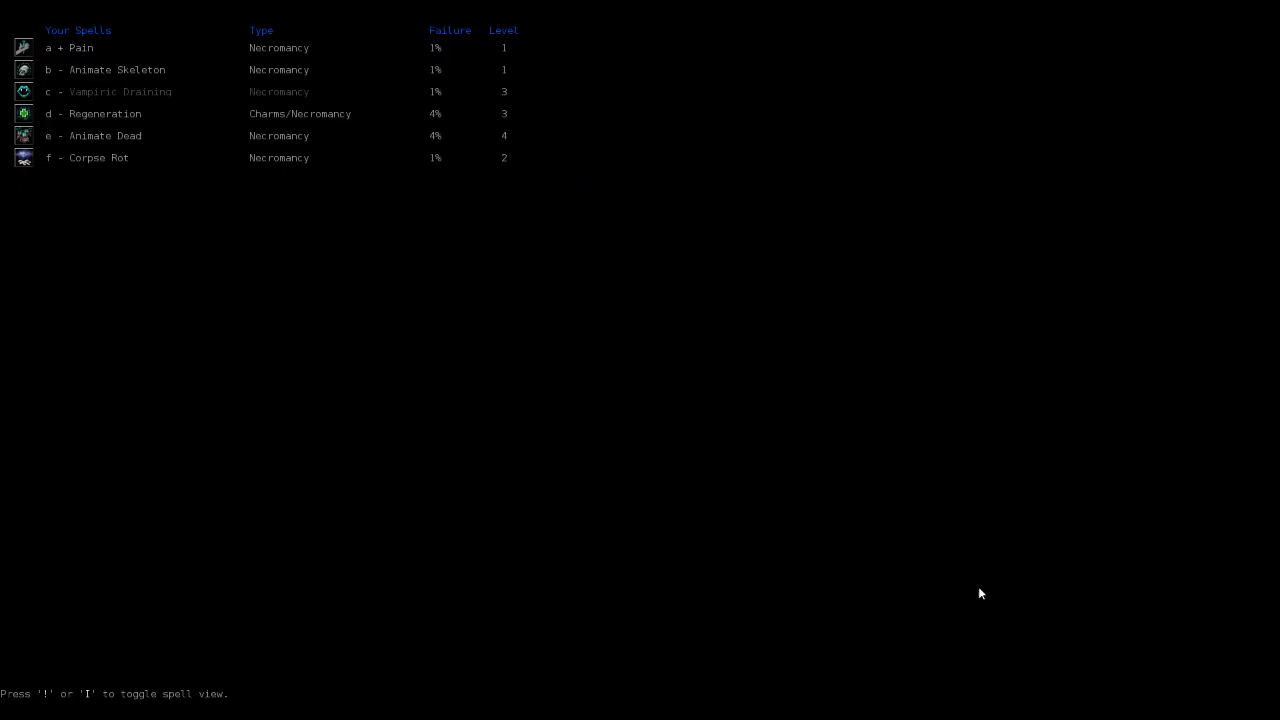 Your Spells Type Failure Level
a + Pain Necromancy 1% 1
b - Animate Skeleton Necromancy 1% 1
c - Vampiric Draining Necromancy 1% 3
d - Regeneration Charms/Necromancy 4% 3
e - Animate Dead Necromancy 4% 4
f - Corpse Rot Necromancy 1% 2
Press '!' or 'I' to toggle spell view.